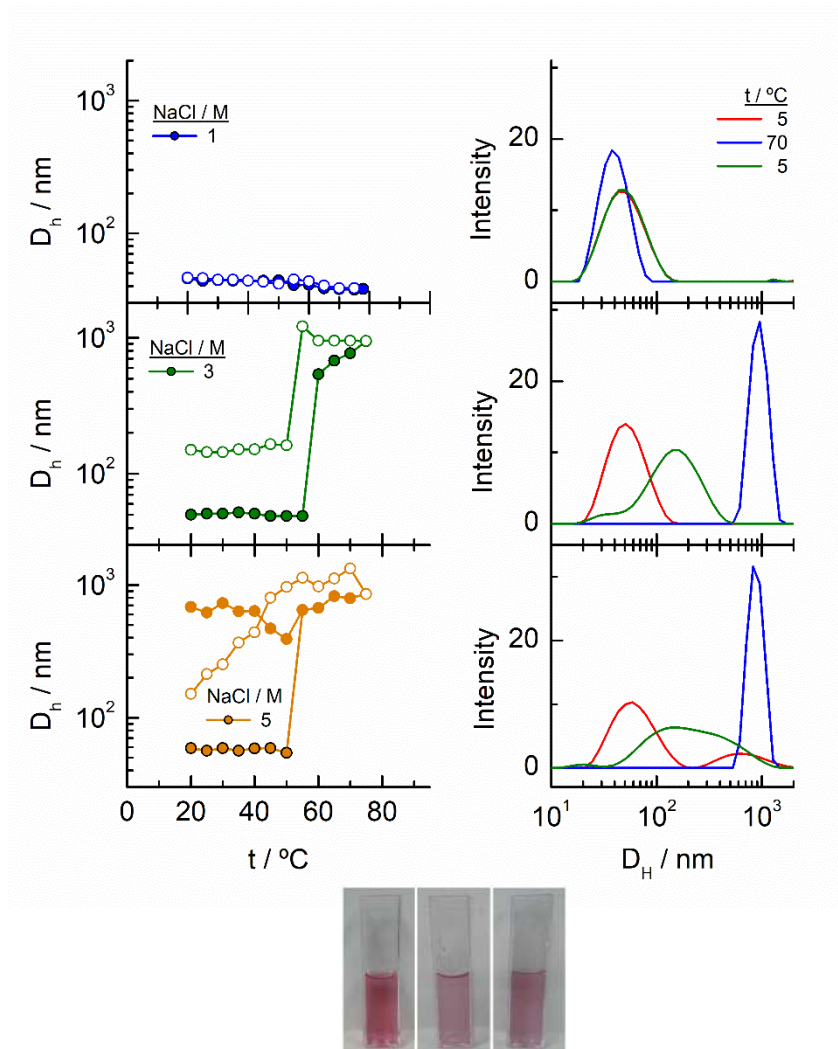 10³
10²
D_h / nm
NaCl / M
1
20
0
Intensity
t / ºC
5
70
5
10³
10²
D_h / nm
NaCl / M
3
20
0
Intensity
10³
10²
D_h / nm
NaCl / M
5
20
0
Intensity
0 20 40 60 80
t / ºC
10¹ 10² 10³
D_H / nm